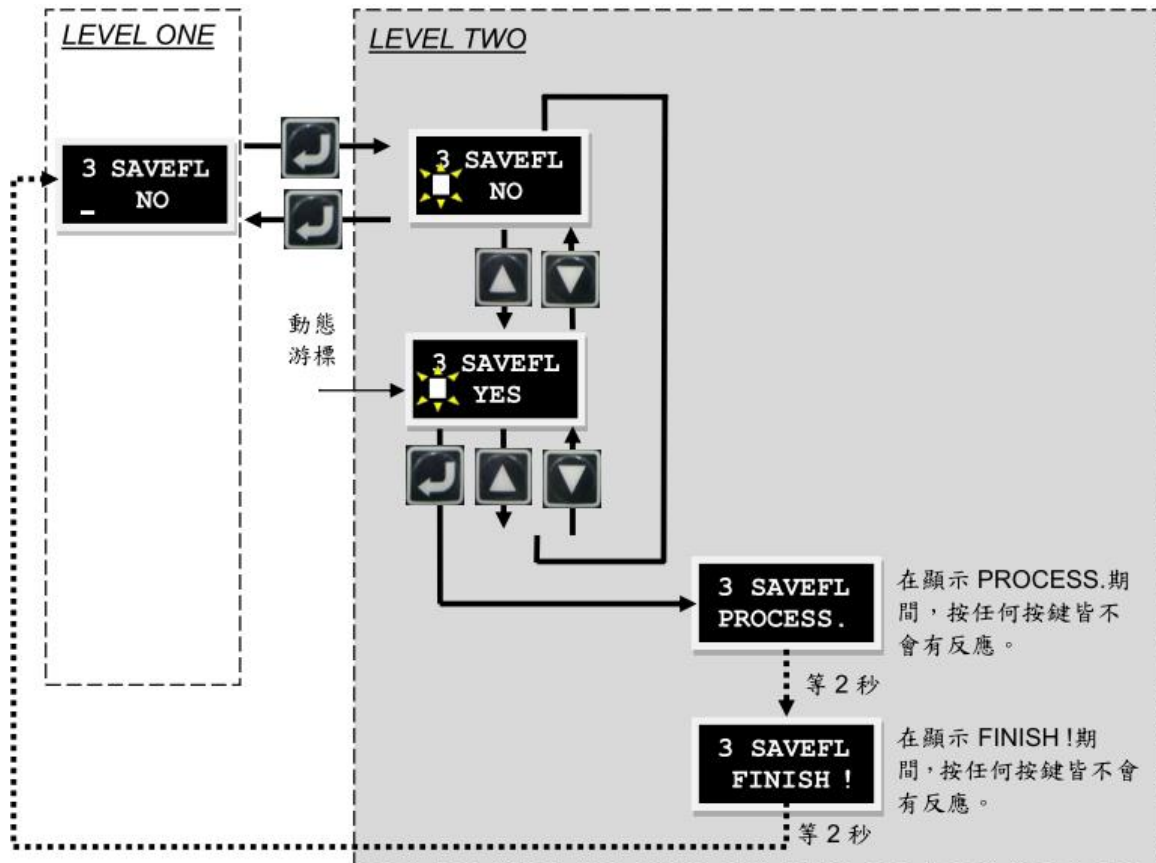 LEVEL ONE
LEVEL TWO
3 SAVEFL
_ NO
3 SAVEFL
NO
動態
游標
3 SAVEFL
YES
3 SAVEFL
PROCESS.
在顯示 PROCESS.期
間，按任何按鍵皆不
會有反應。
等 2 秒
3 SAVEFL
FINISH !
在顯示 FINISH !期
間，按任何按鍵皆不會
有反應。
等 2 秒